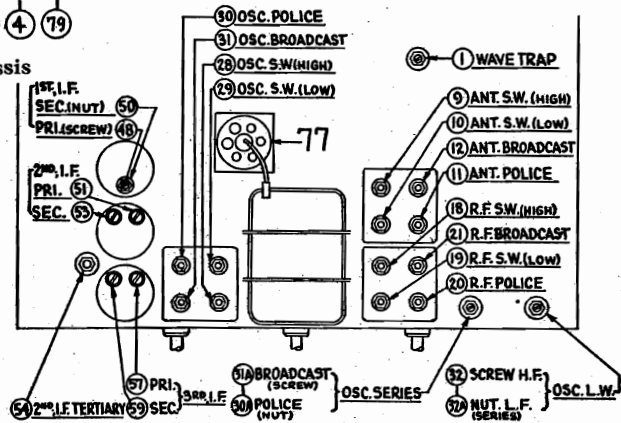 4 79
ssis
30 OSC. POLICE
31 OSC. BROADCAST
28 OSC. S.W (HIGH)
29 OSC. S.W. (LOW)
1 WAVE TRAP
1ST, I.F.
SEC. (NUT) 50
PRI. (SCREW) 48
2ND, I.F.
PRI. 51
SEC. 53
77
9 ANT. S.W. (HIGH)
10 ANT. S.W. (LOW)
12 ANT. BROADCAST
11 ANT. POLICE
18 R.F. S.W. (HIGH)
21 R.F. BROADCAST
19 R.F. S.W. (LOW)
20 R.F. POLICE
54 2ND, I.F. TERTIARY
57 PRI.
59 SEC.
3RD, I.F.
31A BROADCAST
(SCREW)
30A POLICE
(NUT)
OSC. SERIES
32 SCREW H.F.
32A NUT. L.F.
(SERIES)
OSC. L.W.